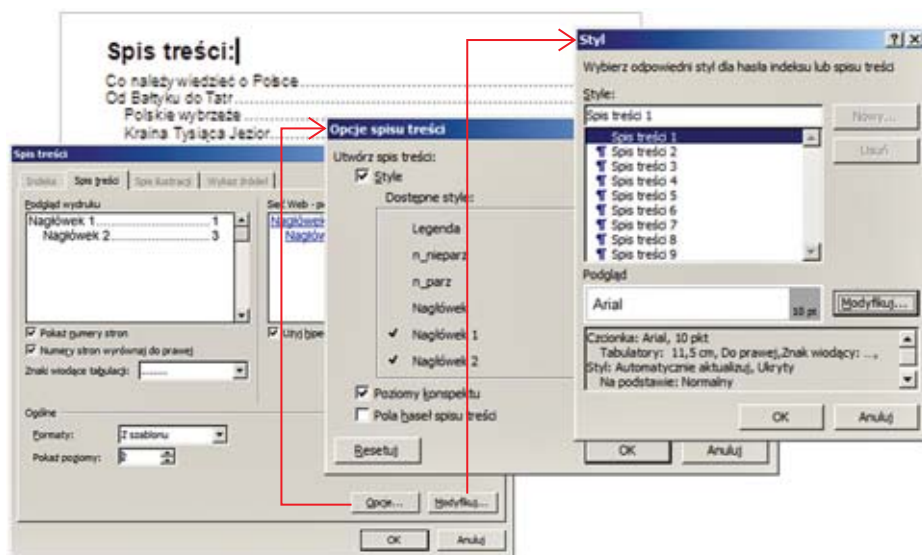 Spis treści:
Co należy wiedzieć o Polsce
Od Bałtyku do Tatr
Polskie wybrzeże
Kraina Tysiąca Jezior
Spis treści
Indeks
Spis treści
Spis ilustracji
Wykaz źródeł
Podgląd wydruku
Nagłówek 1 1
Nagłówek 2 3
Pokaż numery stron
Numery stron wyrównaj do prawej
Znaki wiodące tabulacji: .......
Ogólne
Formaty: Z szablonu
Pokaż poziomy: 2
Opcje... Modyfikuj...
OK Anuluj
Opcje spisu treści
Utwórz spis treści:
Style
Dostępne style:
Legenda
n_nieparz
n_parz
Nagłówek
Nagłówek 1
Nagłówek 2
Poziomy konspektu
Pola haseł spisu treści
Resetuj OK Anuluj
Styl
Wybierz odpowiedni styl dla hasła indeksu lub spisu treści
Style:
Spis treści 1
Spis treści 1
Spis treści 2
Spis treści 3
Spis treści 4
Spis treści 5
Spis treści 6
Spis treści 7
Spis treści 8
Spis treści 9
Nowy...
Usuń
Podgląd
Arial 10 pt
Modyfikuj...
Czcionka: Arial, 10 pkt
Tabulatory: 11,5 cm, Do prawej,Znak wiodący: ...,
Styl: Automatycznie aktualizuj, Ukryty
Na podstawie: Normalny
OK Anuluj